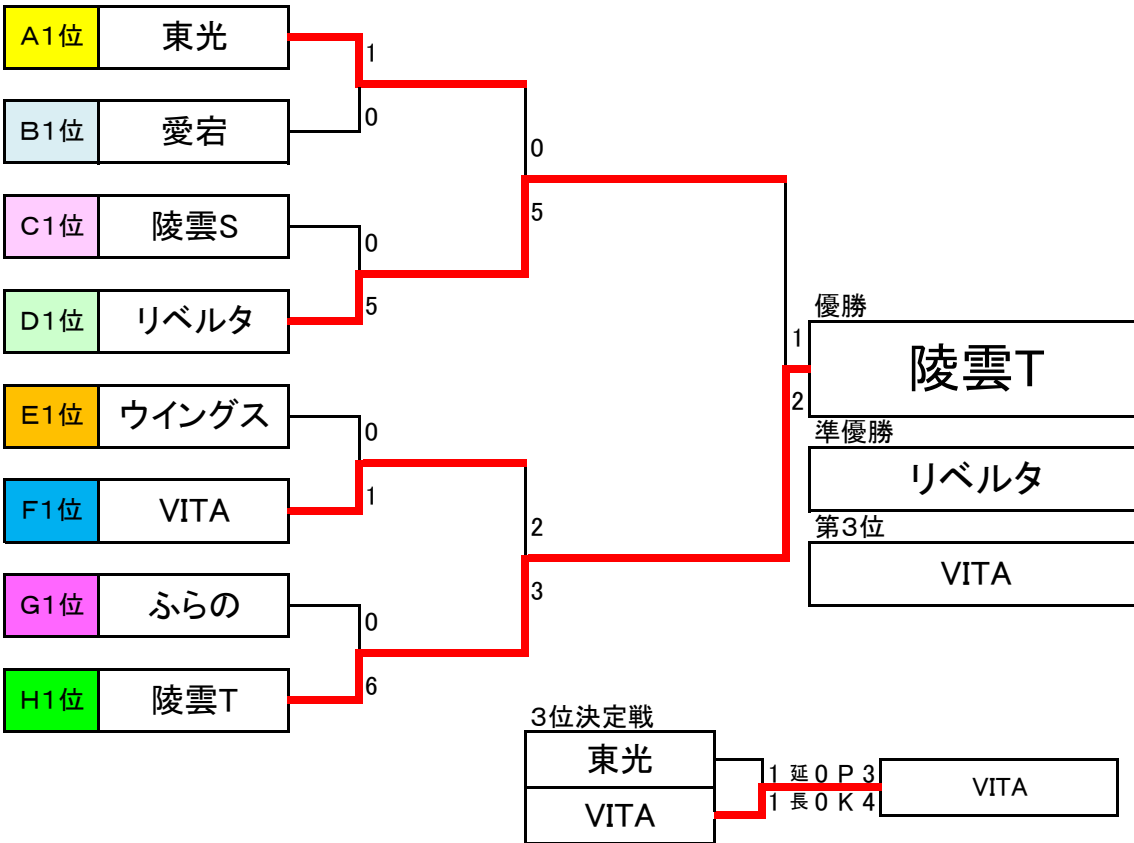 A1位 東光
1
0
B1位 愛宕
0
5
C1位 陵雲S
0
5
D1位 リベルタ
1
2
優勝
陵雲T
準優勝
リベルタ
第3位
VITA
E1位 ウイングス
0
1
F1位 VITA
2
3
G1位 ふらの
0
6
H1位 陵雲T
3位決定戦
東光
VITA
1 延 0 P 3
1 長 0 K 4
VITA